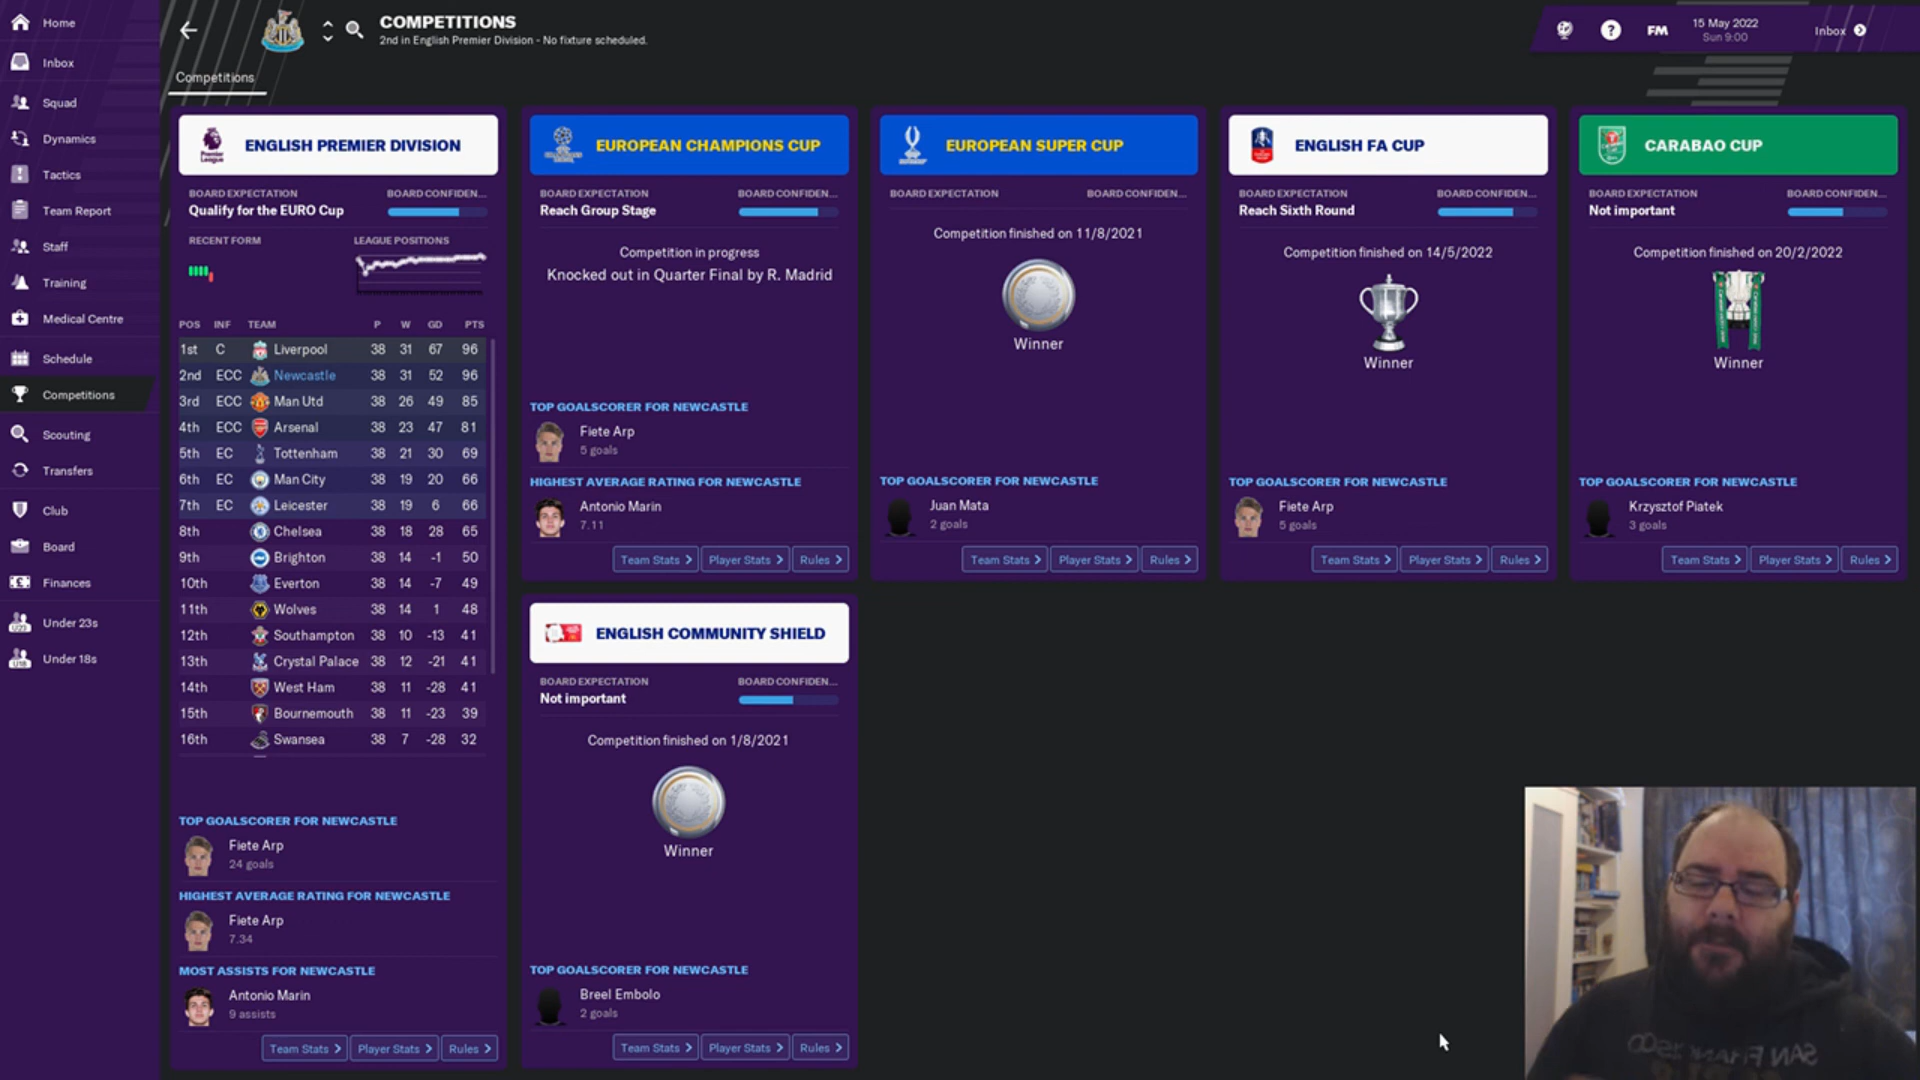 Home
Inbox
Squad
Dynamics
Tactics
Team Report
Staff
Training
Medical Centre
Schedule
Competitions
Scouting
Transfers
Club
Board
Finances
Under 23s
Under 18s
COMPETITIONS
2nd in English Premier Division - No fixture scheduled.
FM
15 May 2022
Sun 9:00
Inbox
Competitions
ENGLISH PREMIER DIVISION
BOARD EXPECTATION BOARD CONFIDEN...
Qualify for the EURO Cup
RECENT FORM LEAGUE POSITIONS
POS INF TEAM P W GD PTS
1st C Liverpool 38 31 67 96
2nd ECC Newcastle 38 31 52 96
3rd ECC Man Utd 38 26 49 85
4th ECC Arsenal 38 23 47 81
5th EC Tottenham 38 21 30 69
6th EC Man City 38 19 20 66
7th EC Leicester 38 19 6 66
8th Chelsea 38 18 28 65
9th Brighton 38 14 -1 50
10th Everton 38 14 -7 49
11th Wolves 38 14 1 48
12th Southampton 38 10 -13 41
13th Crystal Palace 38 12 -21 41
14th West Ham 38 11 -28 41
15th Bournemouth 38 11 -23 39
16th Swansea 38 7 -28 32
TOP GOALSCORER FOR NEWCASTLE
Fiete Arp
24 goals
HIGHEST AVERAGE RATING FOR NEWCASTLE
Fiete Arp
7.34
MOST ASSISTS FOR NEWCASTLE
Antonio Marin
9 assists
Team Stats Player Stats Rules
EUROPEAN CHAMPIONS CUP
BOARD EXPECTATION BOARD CONFIDEN...
Reach Group Stage
Competition in progress
Knocked out in Quarter Final by R. Madrid
TOP GOALSCORER FOR NEWCASTLE
Fiete Arp
5 goals
HIGHEST AVERAGE RATING FOR NEWCASTLE
Antonio Marin
7.11
Team Stats Player Stats Rules
EUROPEAN SUPER CUP
BOARD EXPECTATION BOARD CONFIDEN...
Competition finished on 11/8/2021
Winner
TOP GOALSCORER FOR NEWCASTLE
Juan Mata
2 goals
Team Stats Player Stats Rules
ENGLISH FA CUP
BOARD EXPECTATION BOARD CONFIDEN...
Reach Sixth Round
Competition finished on 14/5/2022
Winner
TOP GOALSCORER FOR NEWCASTLE
Fiete Arp
5 goals
Team Stats Player Stats Rules
CARABAO CUP
BOARD EXPECTATION BOARD CONFIDEN...
Not important
Competition finished on 20/2/2022
Winner
TOP GOALSCORER FOR NEWCASTLE
Krzysztof Piatek
3 goals
Team Stats Player Stats Rules
ENGLISH COMMUNITY SHIELD
BOARD EXPECTATION BOARD CONFIDEN...
Not important
Competition finished on 1/8/2021
Winner
TOP GOALSCORER FOR NEWCASTLE
Breel Embolo
2 goals
Team Stats Player Stats Rules